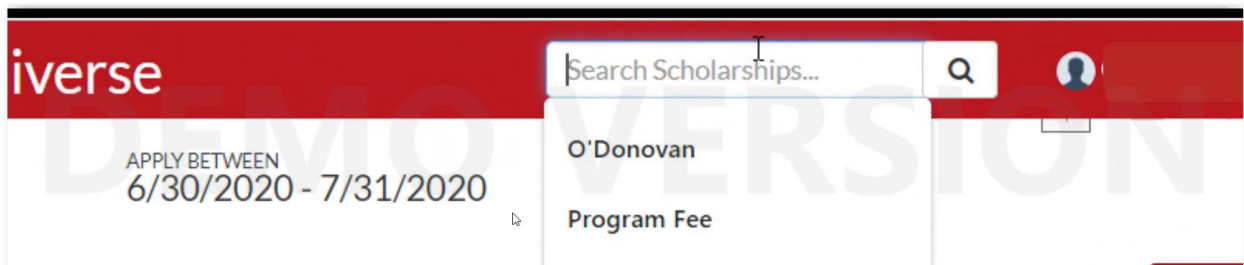 iverse
Search Scholarships...
DEMO VERSION
APPLY BETWEEN
6/30/2020 - 7/31/2020
O'Donovan
Program Fee